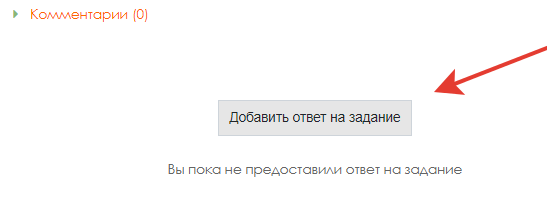 Комментарии (0)
Добавить ответ на задание
Вы пока не предоставили ответ на задание